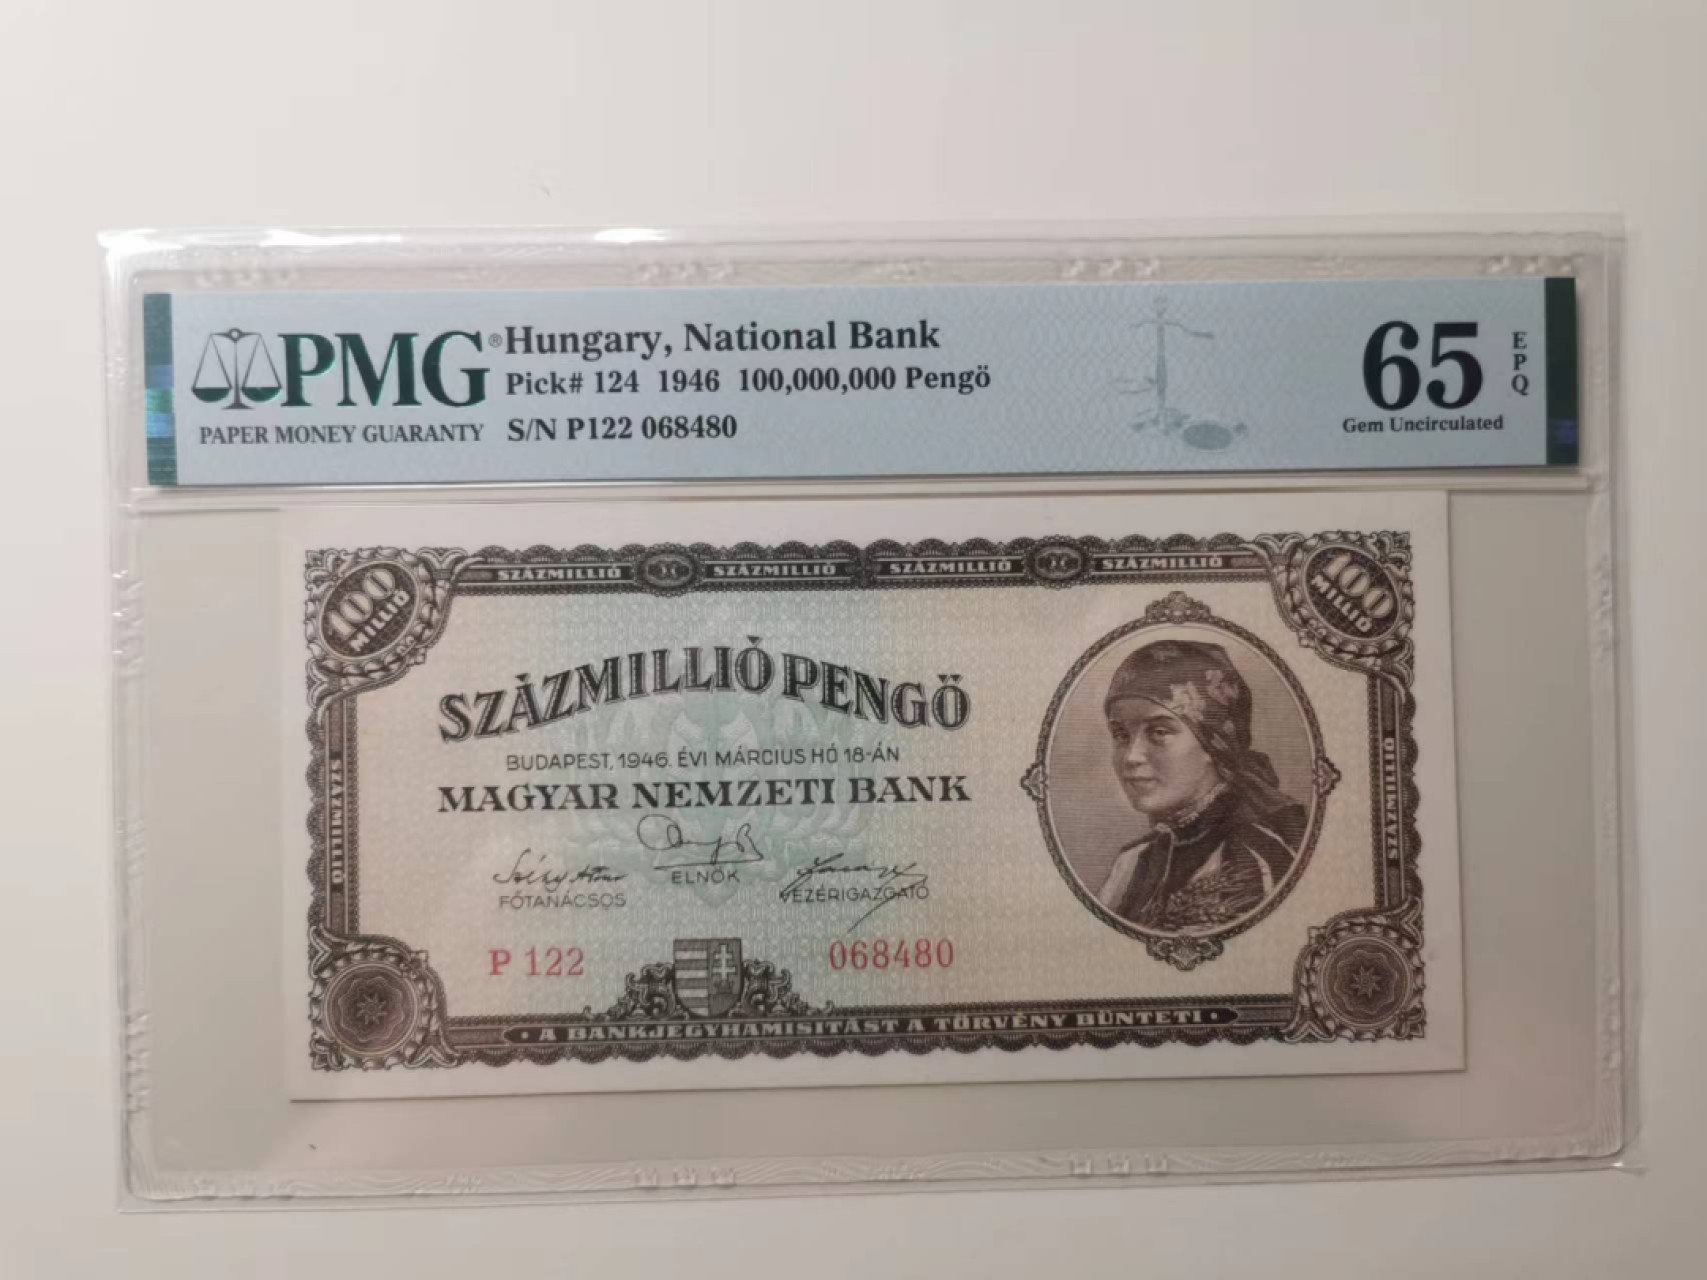 PMG®
PAPER MONEY GUARANTY
Hungary, National Bank
Pick# 124 1946 100,000,000 Pengö
S/N P122 068480
65
EPQ
Gem Uncirculated
100 MILLIÓ
SZÁZMILLIÓ SZÁZMILLIÓ SZÁZMILLIÓ SZÁZMILLIÓ
100 MILLIÓ
SZÁZMILLIÓ PENGŐ
BUDAPEST, 1946. ÉVI MÁRCIUS HÓ 18-ÁN
MAGYAR NEMZETI BANK
SZÁZMILLIÓ
SZÁZMILLIÓ
ELNÖK
FŐTANÁCSOS
VEZÉRIGAZGATÓ
P 122
068480
• A BANKJEGYHAMISÍTÁST A TÖRVÉNY BÜNTETI •